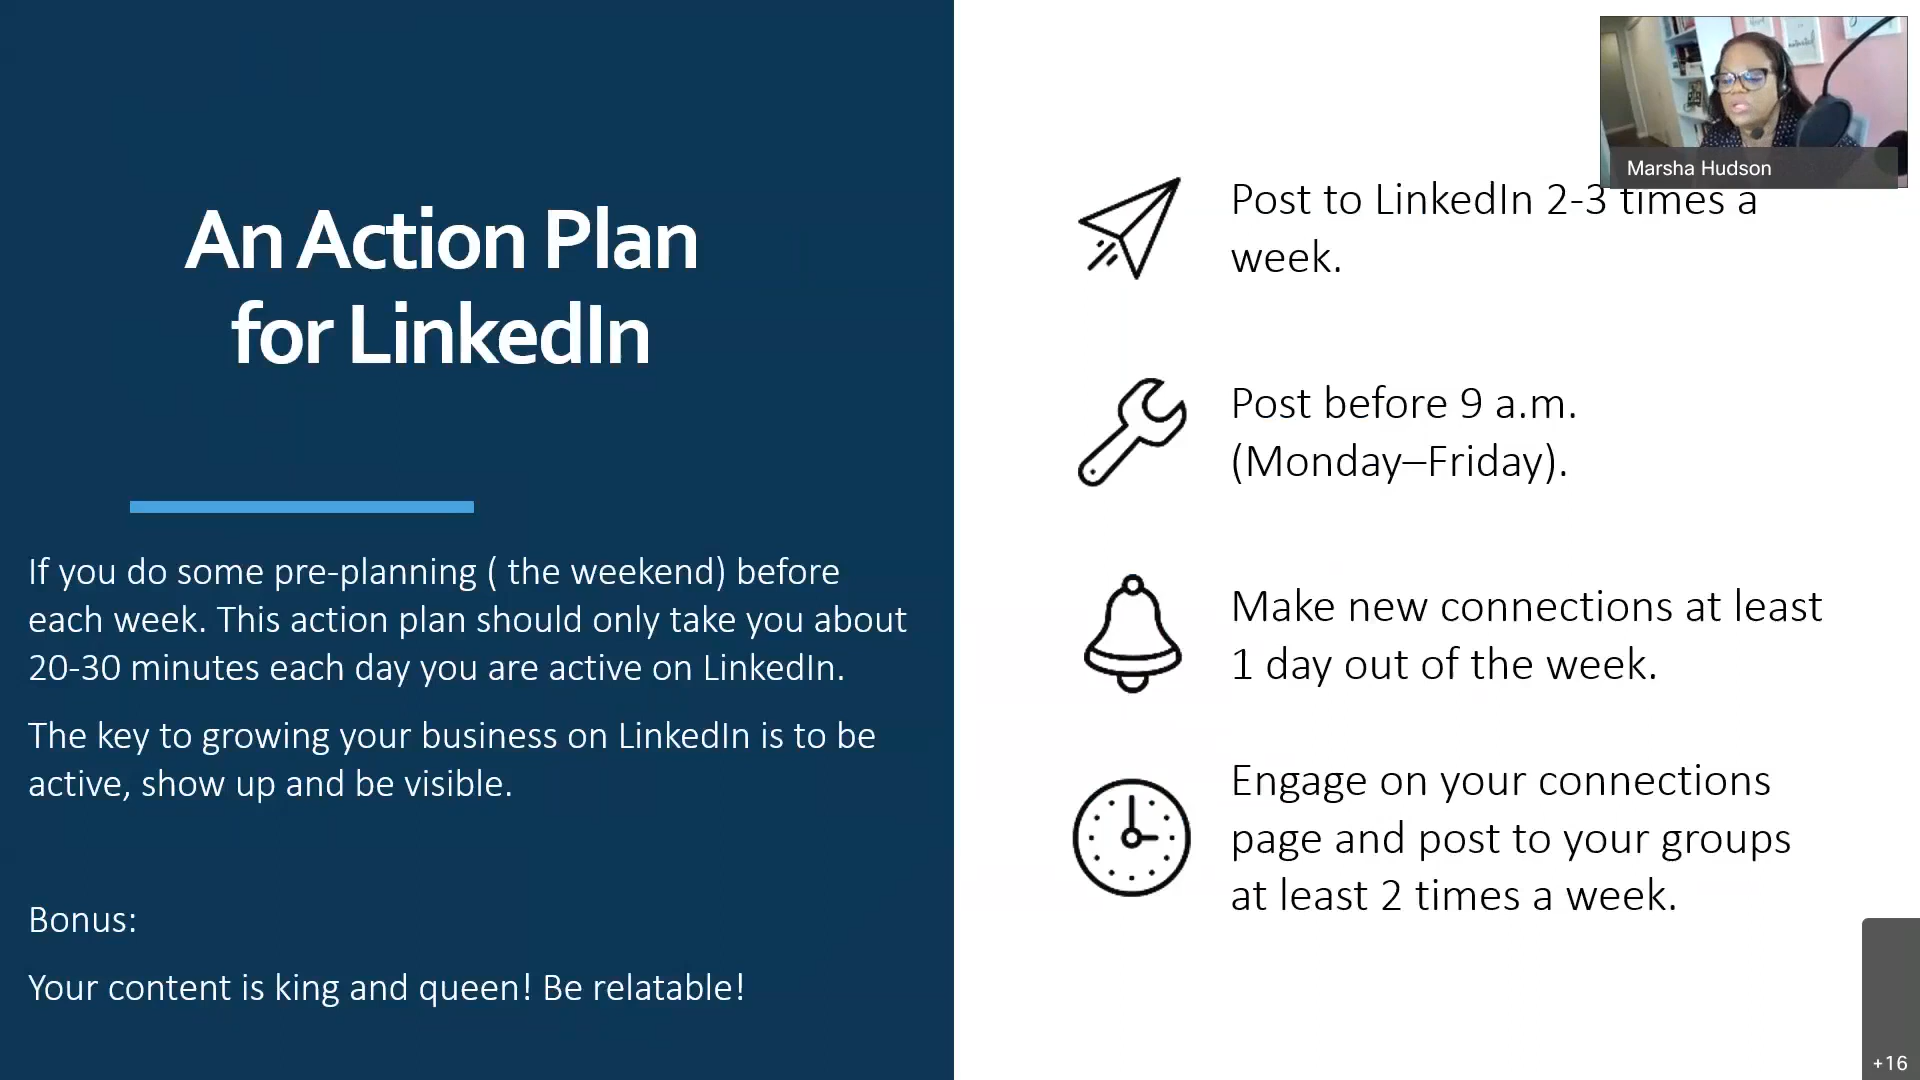 An Action Plan
for LinkedIn
If you do some pre-planning ( the weekend) before
each week. This action plan should only take you about
20-30 minutes each day you are active on LinkedIn.
The key to growing your business on LinkedIn is to be
active, show up and be visible.
Bonus:
Your content is king and queen! Be relatable!
Marsha Hudson
Post to LinkedIn 2-3 times a
week.
Post before 9 a.m.
(Monday–Friday).
Make new connections at least
1 day out of the week.
Engage on your connections
page and post to your groups
at least 2 times a week.
+16